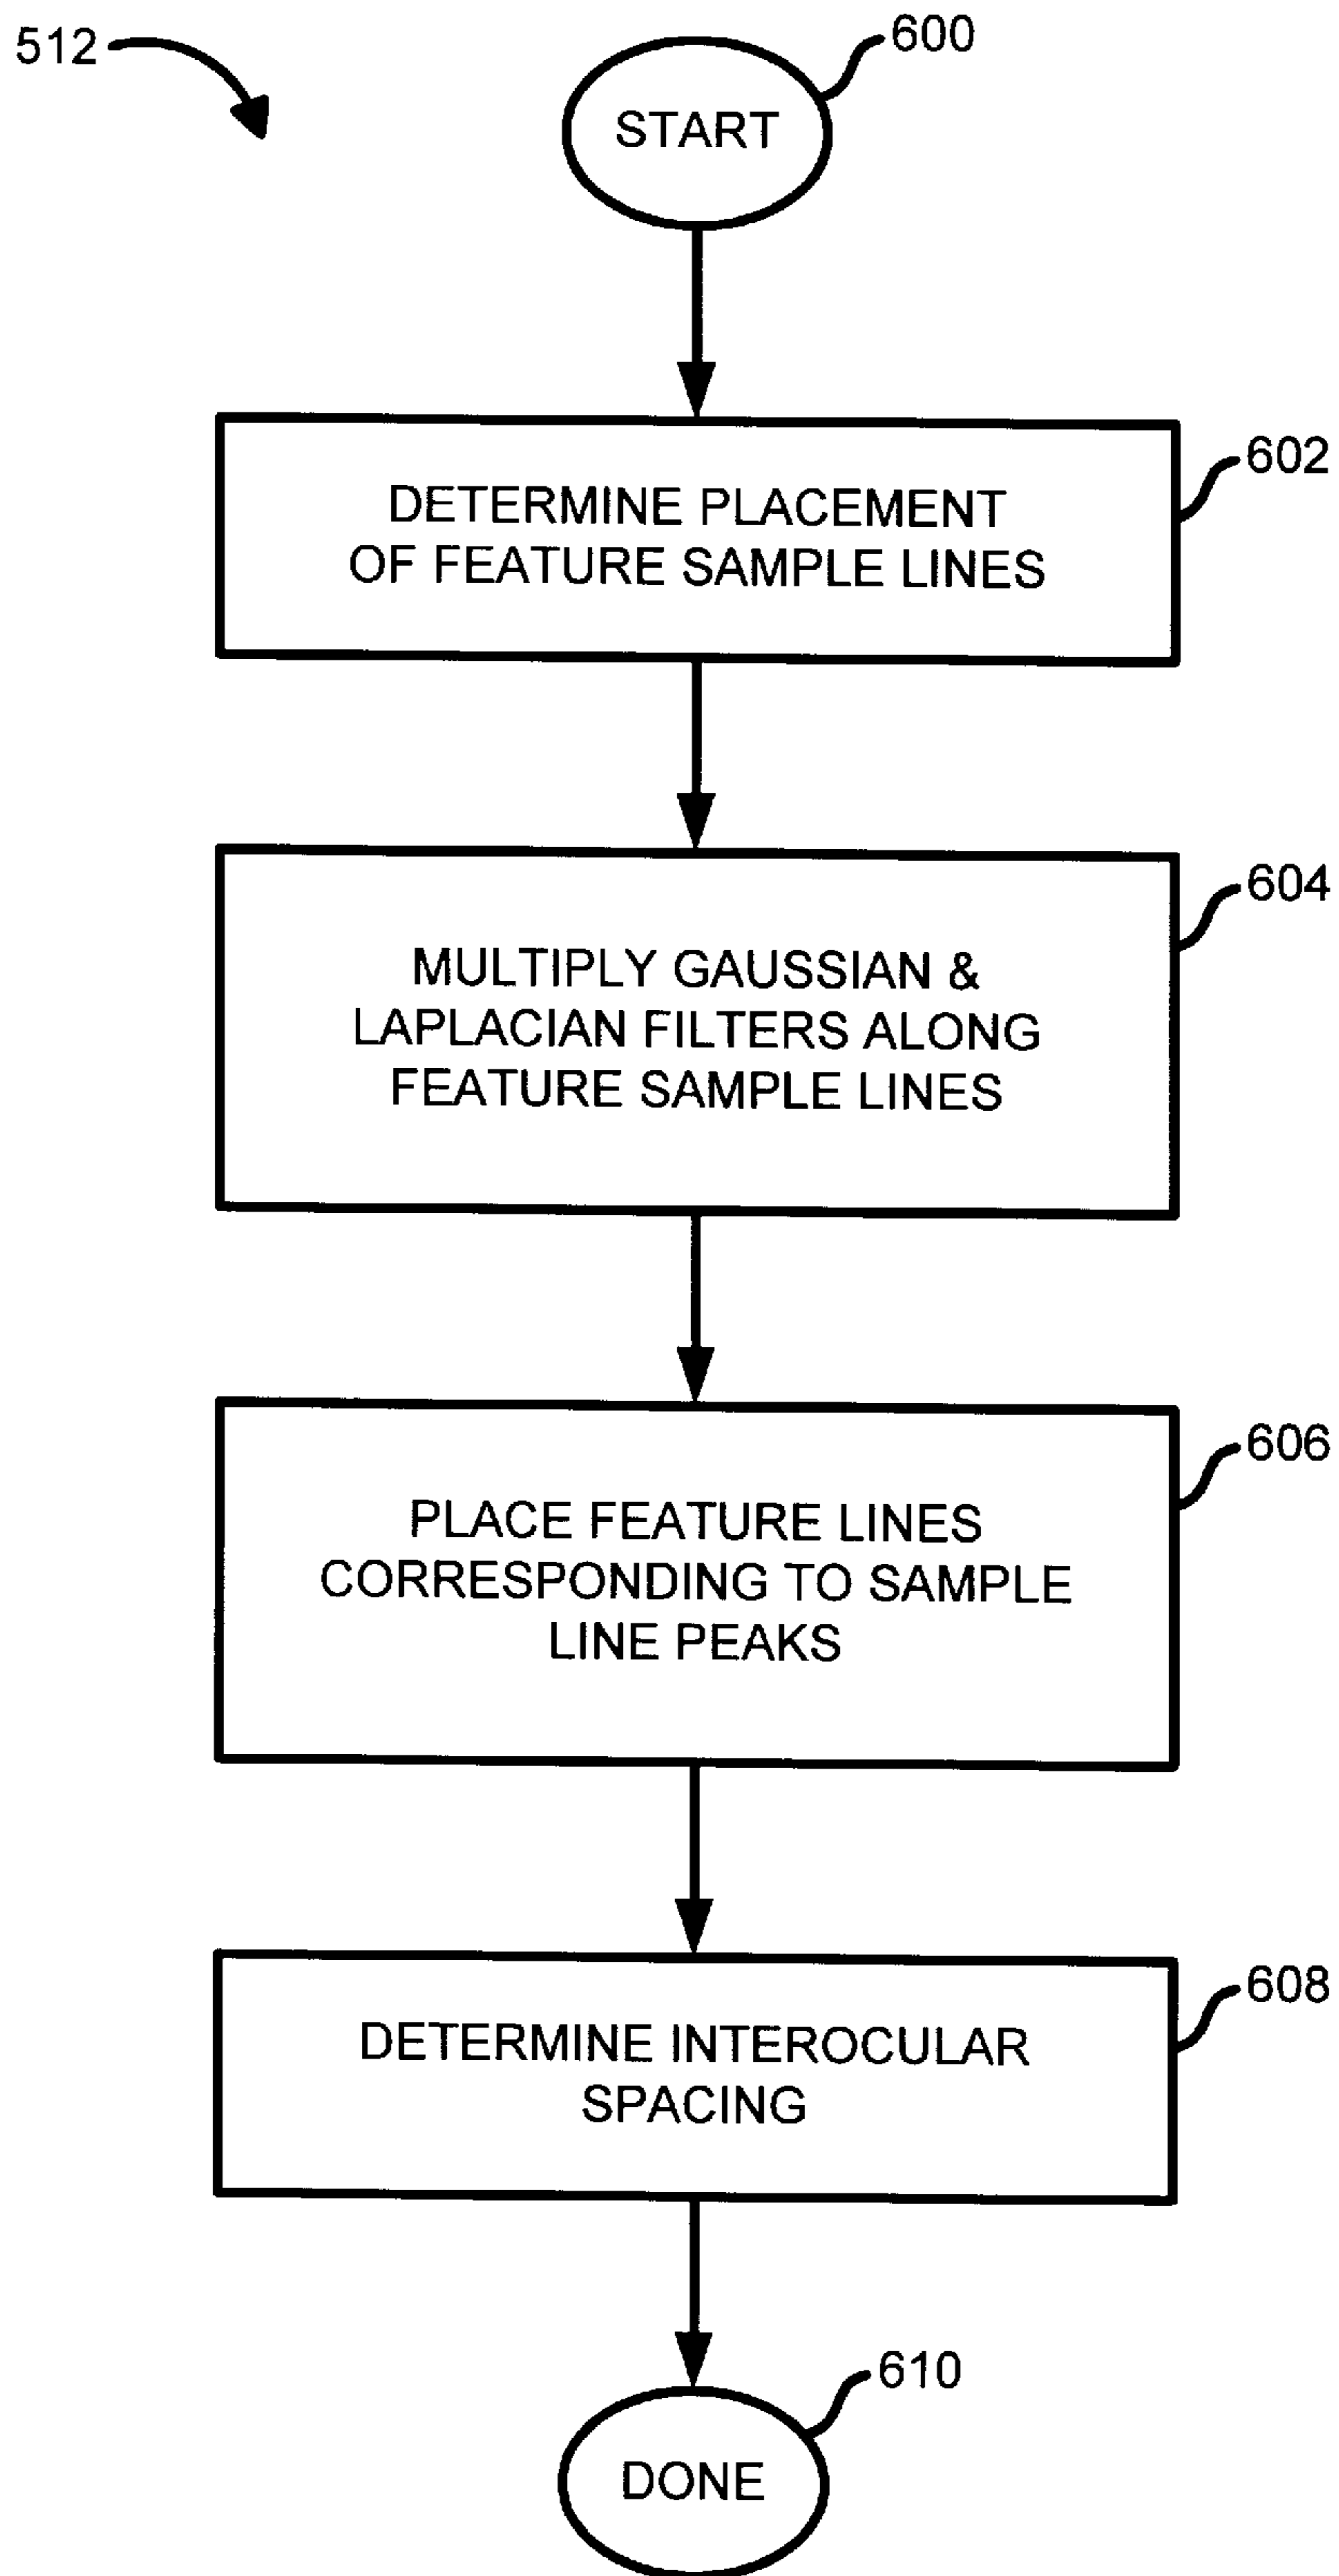 512
600
START
602
DETERMINE PLACEMENT
OF FEATURE SAMPLE LINES
604
MULTIPLY GAUSSIAN &
LAPLACIAN FILTERS ALONG
FEATURE SAMPLE LINES
606
PLACE FEATURE LINES
CORRESPONDING TO SAMPLE
LINE PEAKS
608
DETERMINE INTEROCULAR
SPACING
610
DONE